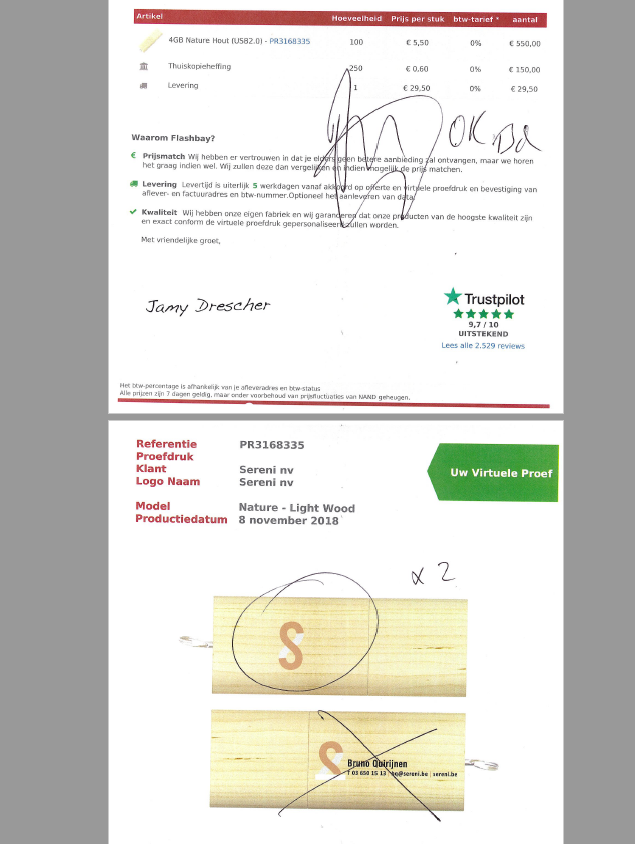 Artikel Hoeveelheid Prijs per stuk btw-tarief * aantal
4GB Nature Hout (USB2.0) - PR3168335 100 € 5,50 0% € 550,00
Thuiskopieheffing 250 € 0,60 0% € 150,00
Levering 1 € 29,50 0% € 29,50
OK
Waarom Flashbay?
€ Prijsmatch Wij hebben er vertrouwen in dat je elders geen betere aanbieding zal ontvangen, maar we horen
het graag indien wel. Wij zullen deze dan vergelijken en indien mogelijk de prijs matchen.
Levering Levertijd is uiterlijk 5 werkdagen vanaf akkoord op offerte en virtuele proefdruk en bevestiging van
aflever- en factuuradres en btw-nummer.Optioneel het aanleveren van data.
Kwaliteit Wij hebben onze eigen fabriek en wij garanderen dat onze producten van de hoogste kwaliteit zijn
en exact conform de virtuele proefdruk gepersonaliseerd zullen worden.
Met vriendelijke groet,
Jamy Drescher
Trustpilot
9,7 / 10
UITSTEKEND
Lees alle 2.529 reviews
Het btw-percentage is afhankelijk van je afleveradres en btw-status
Alle prijzen zijn 7 dagen geldig, maar onder voorbehoud van prijsfluctuaties van NAND geheugen.
Referentie PR3168335
Proefdruk
Klant Sereni nv
Logo Naam Sereni nv
Uw Virtuele Proef
Model Nature - Light Wood
Productiedatum 8 november 2018
x 2
Bruno Quirijnen
T 03 650 15 13 | bq@sereni.be | sereni.be